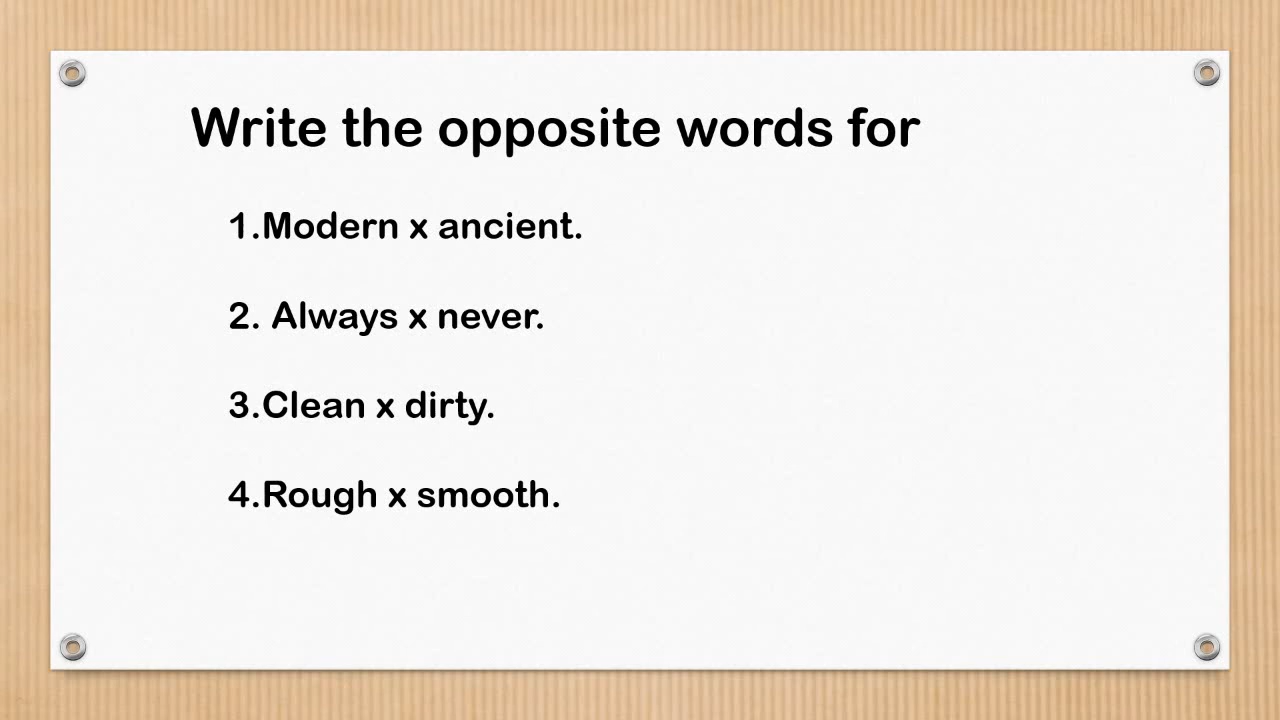 Write the opposite words for
1.Modern x ancient.
2. Always x never.
3.Clean x dirty.
4.Rough x smooth.